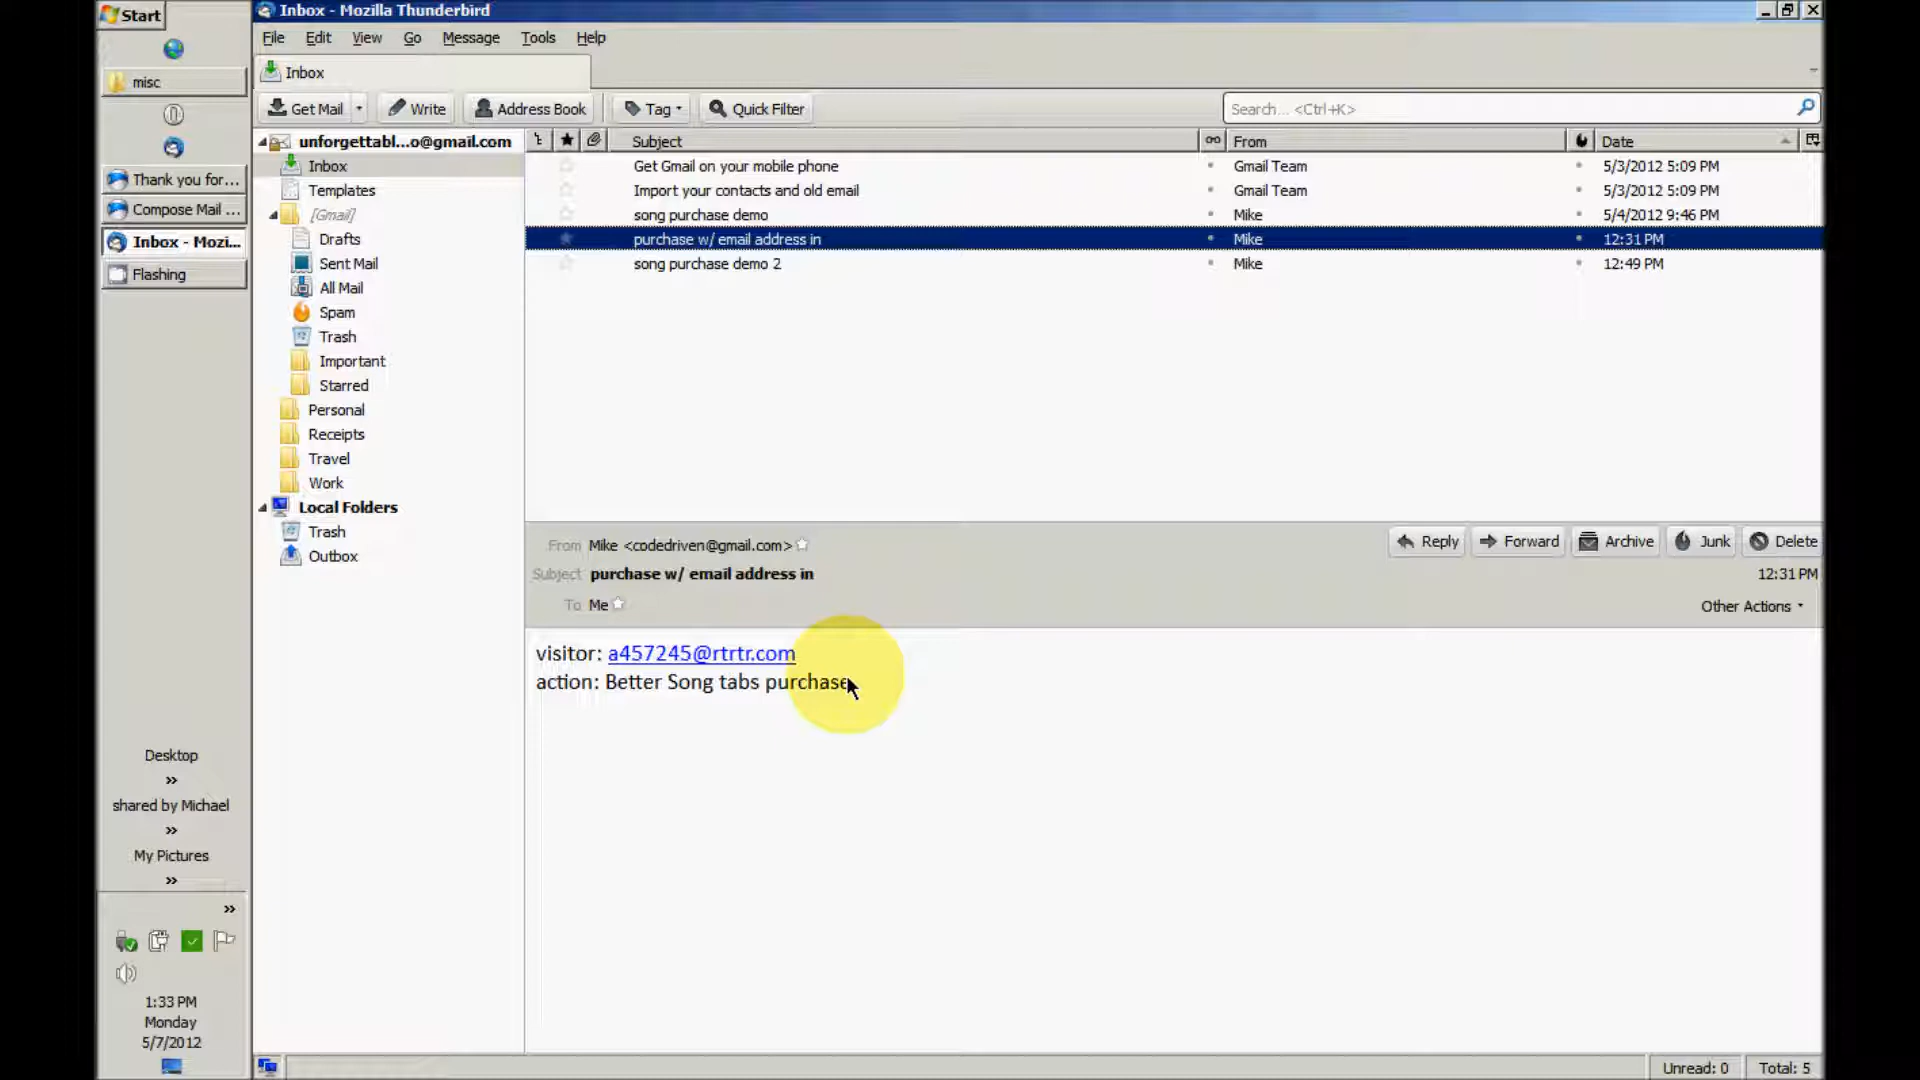 Start
misc
Thank you for...
Compose Mail ...
Inbox - Mozi...
Flashing
Desktop
»
shared by Michael
»
My Pictures
»
»
1:33 PM
Monday
5/7/2012
Inbox - Mozilla Thunderbird
File Edit View Go Message Tools Help
Inbox
Get Mail Write Address Book Tag Quick Filter Search... <Ctrl+K>
unforgettabl...o@gmail.com
Inbox
Templates
[Gmail]
Drafts
Sent Mail
All Mail
Spam
Trash
Important
Starred
Personal
Receipts
Travel
Work
Local Folders
Trash
Outbox
Subject From Date
Get Gmail on your mobile phone Gmail Team 5/3/2012 5:09 PM
Import your contacts and old email Gmail Team 5/3/2012 5:09 PM
song purchase demo Mike 5/4/2012 9:46 PM
purchase w/ email address in Mike 12:31 PM
song purchase demo 2 Mike 12:49 PM
From Mike <codedriven@gmail.com> Reply Forward Archive Junk Delete
Subject purchase w/ email address in 12:31 PM
To Me Other Actions
visitor: a457245@rtrtr.com
action: Better Song tabs purchase
Unread: 0 Total: 5